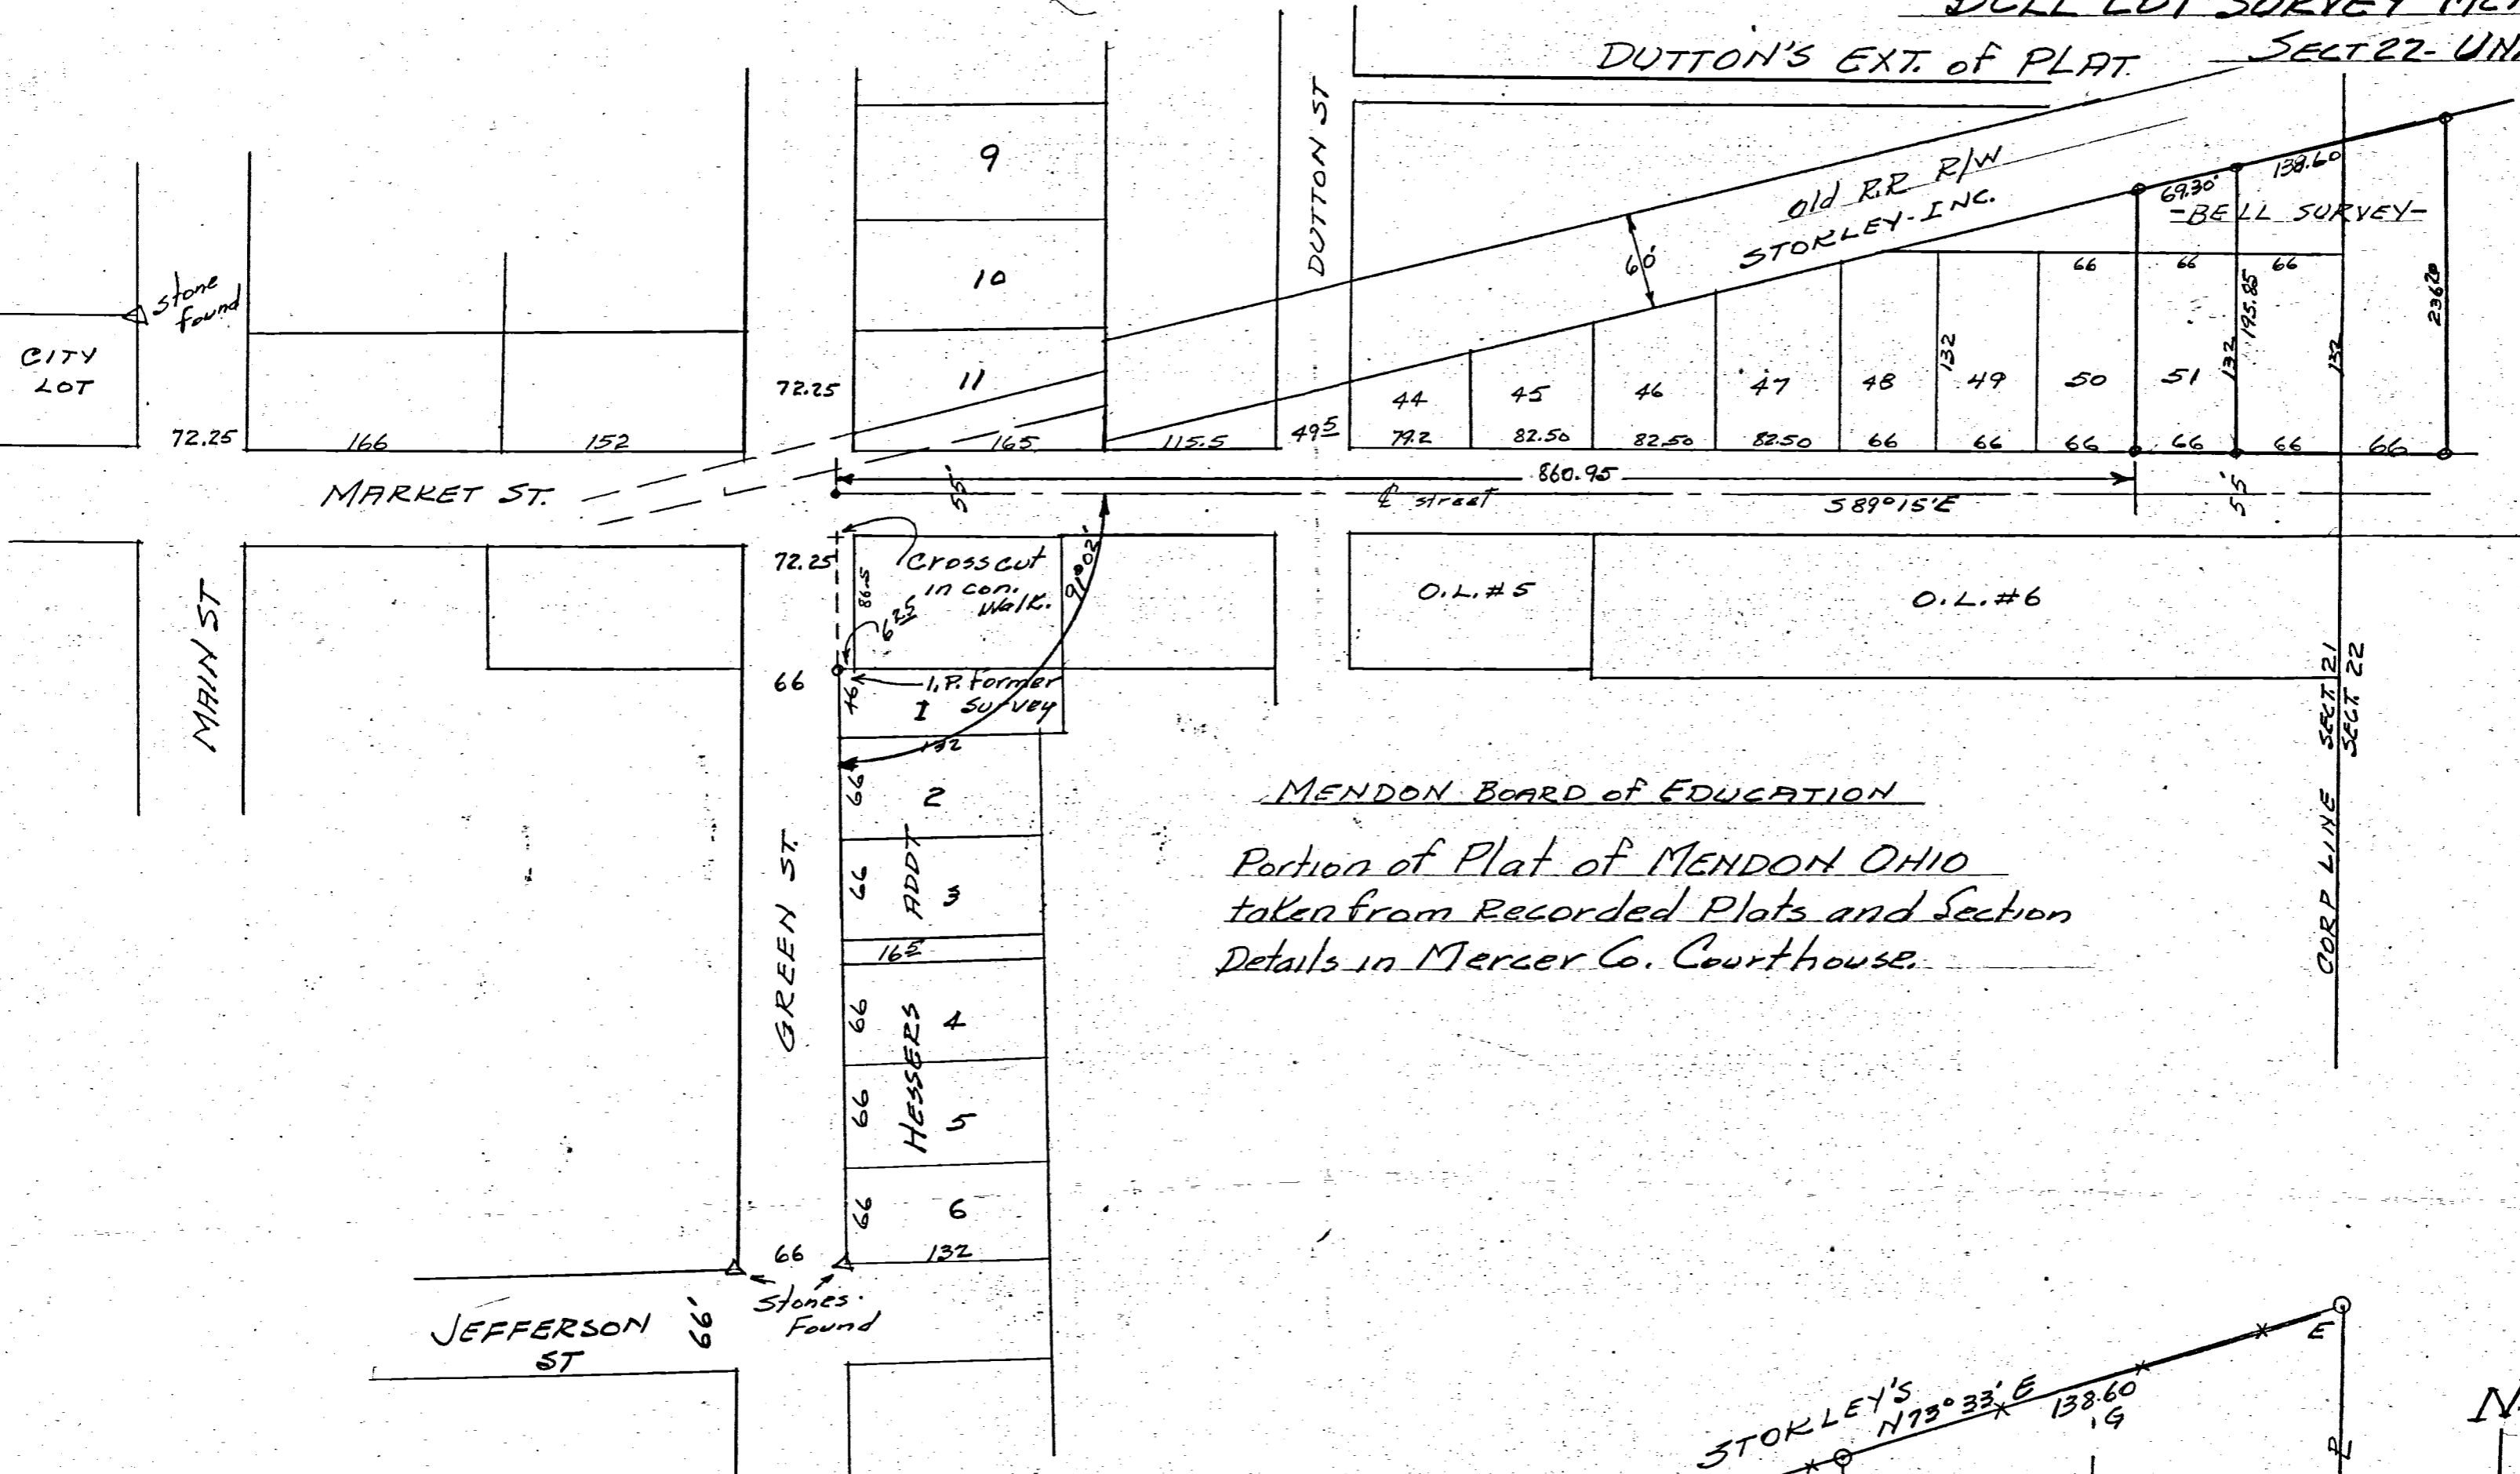 SURVEY
DUTTON'S EXT. of PLAT
SECT 22-
DUTTON ST
9
10
11
old R.R. R/W
STOKLEY-INC.
60'
69.30'
138.60
-BELL SURVEY-
stone
found
CITY
LOT
72.25
166
152
72.25
165
115.5
49⁵
44
45
46
47
48
49
50
51
79.2
82.50
82.50
82.50
66
66
66
66
66
66
66
66
66
132
132
195.85
132
236.20
MARKET ST.
55'
860.95
₵ street
S 89°15'E
55'
72.25
86.5
Crosscut
in con.
Walk.
6²⁵
91°02'
O.L.#5
O.L.#6
MAIN ST
66
46
I.P. Former
Survey
1
132
66
2
66
3
16⁵
66
4
66
5
66
6
HESSERS ADDT
GREEN ST.
66
132
Stones
Found
JEFFERSON
ST
66'
MENDON BOARD of EDUCATION
Portion of Plat of MENDON OHIO
taken from Recorded Plats and Section
Details in Mercer Co. Courthouse.
CORP LINE
SECT. 21
SECT. 22
STOKLEY'S
N73°33'E
138.60
G
E
N